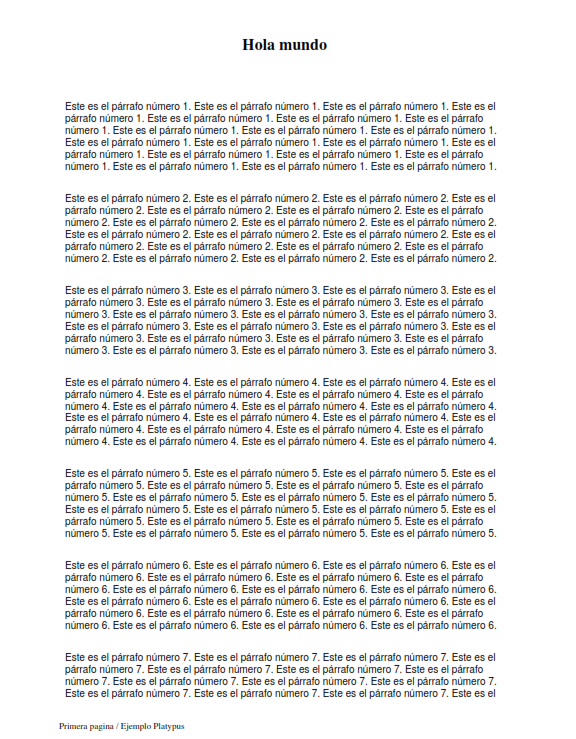 Hola mundo
Este es el párrafo número 1. Este es el párrafo número 1. Este es el párrafo número 1. Este es el
párrafo número 1. Este es el párrafo número 1. Este es el párrafo número 1. Este es el párrafo
número 1. Este es el párrafo número 1. Este es el párrafo número 1. Este es el párrafo número 1.
Este es el párrafo número 1. Este es el párrafo número 1. Este es el párrafo número 1. Este es el
párrafo número 1. Este es el párrafo número 1. Este es el párrafo número 1. Este es el párrafo
número 1. Este es el párrafo número 1. Este es el párrafo número 1. Este es el párrafo número 1.
Este es el párrafo número 2. Este es el párrafo número 2. Este es el párrafo número 2. Este es el
párrafo número 2. Este es el párrafo número 2. Este es el párrafo número 2. Este es el párrafo
número 2. Este es el párrafo número 2. Este es el párrafo número 2. Este es el párrafo número 2.
Este es el párrafo número 2. Este es el párrafo número 2. Este es el párrafo número 2. Este es el
párrafo número 2. Este es el párrafo número 2. Este es el párrafo número 2. Este es el párrafo
número 2. Este es el párrafo número 2. Este es el párrafo número 2. Este es el párrafo número 2.
Este es el párrafo número 3. Este es el párrafo número 3. Este es el párrafo número 3. Este es el
párrafo número 3. Este es el párrafo número 3. Este es el párrafo número 3. Este es el párrafo
número 3. Este es el párrafo número 3. Este es el párrafo número 3. Este es el párrafo número 3.
Este es el párrafo número 3. Este es el párrafo número 3. Este es el párrafo número 3. Este es el
párrafo número 3. Este es el párrafo número 3. Este es el párrafo número 3. Este es el párrafo
número 3. Este es el párrafo número 3. Este es el párrafo número 3. Este es el párrafo número 3.
Este es el párrafo número 4. Este es el párrafo número 4. Este es el párrafo número 4. Este es el
párrafo número 4. Este es el párrafo número 4. Este es el párrafo número 4. Este es el párrafo
número 4. Este es el párrafo número 4. Este es el párrafo número 4. Este es el párrafo número 4.
Este es el párrafo número 4. Este es el párrafo número 4. Este es el párrafo número 4. Este es el
párrafo número 4. Este es el párrafo número 4. Este es el párrafo número 4. Este es el párrafo
número 4. Este es el párrafo número 4. Este es el párrafo número 4. Este es el párrafo número 4.
Este es el párrafo número 5. Este es el párrafo número 5. Este es el párrafo número 5. Este es el
párrafo número 5. Este es el párrafo número 5. Este es el párrafo número 5. Este es el párrafo
número 5. Este es el párrafo número 5. Este es el párrafo número 5. Este es el párrafo número 5.
Este es el párrafo número 5. Este es el párrafo número 5. Este es el párrafo número 5. Este es el
párrafo número 5. Este es el párrafo número 5. Este es el párrafo número 5. Este es el párrafo
número 5. Este es el párrafo número 5. Este es el párrafo número 5. Este es el párrafo número 5.
Este es el párrafo número 6. Este es el párrafo número 6. Este es el párrafo número 6. Este es el
párrafo número 6. Este es el párrafo número 6. Este es el párrafo número 6. Este es el párrafo
número 6. Este es el párrafo número 6. Este es el párrafo número 6. Este es el párrafo número 6.
Este es el párrafo número 6. Este es el párrafo número 6. Este es el párrafo número 6. Este es el
párrafo número 6. Este es el párrafo número 6. Este es el párrafo número 6. Este es el párrafo
número 6. Este es el párrafo número 6. Este es el párrafo número 6. Este es el párrafo número 6.
Este es el párrafo número 7. Este es el párrafo número 7. Este es el párrafo número 7. Este es el
párrafo número 7. Este es el párrafo número 7. Este es el párrafo número 7. Este es el párrafo
número 7. Este es el párrafo número 7. Este es el párrafo número 7. Este es el párrafo número 7.
Este es el párrafo número 7. Este es el párrafo número 7. Este es el párrafo número 7. Este es el
Primera pagina / Ejemplo Platypus